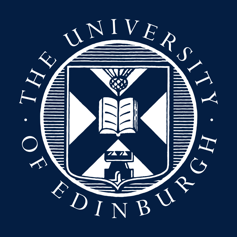 · THE UNIVERSITY ·
OF EDINBURGH